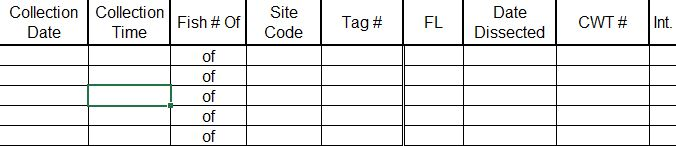 Collection Date
Collection Time
Fish # Of
Site Code
Tag #
FL
Date Dissected
CWT #
Int.
of
of
of
of
of